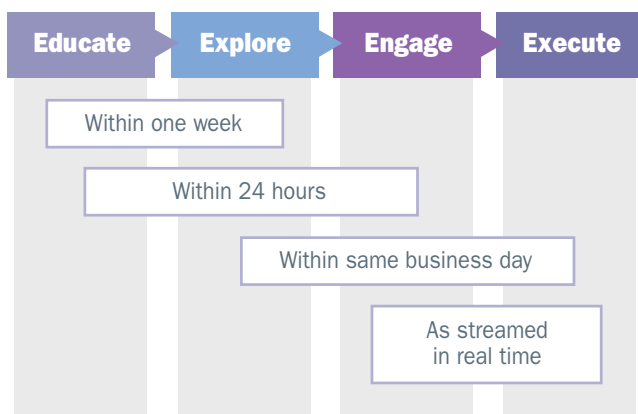 Educate
Explore
Engage
Execute
Within one week
Within 24 hours
Within same business day
As streamed
in real time